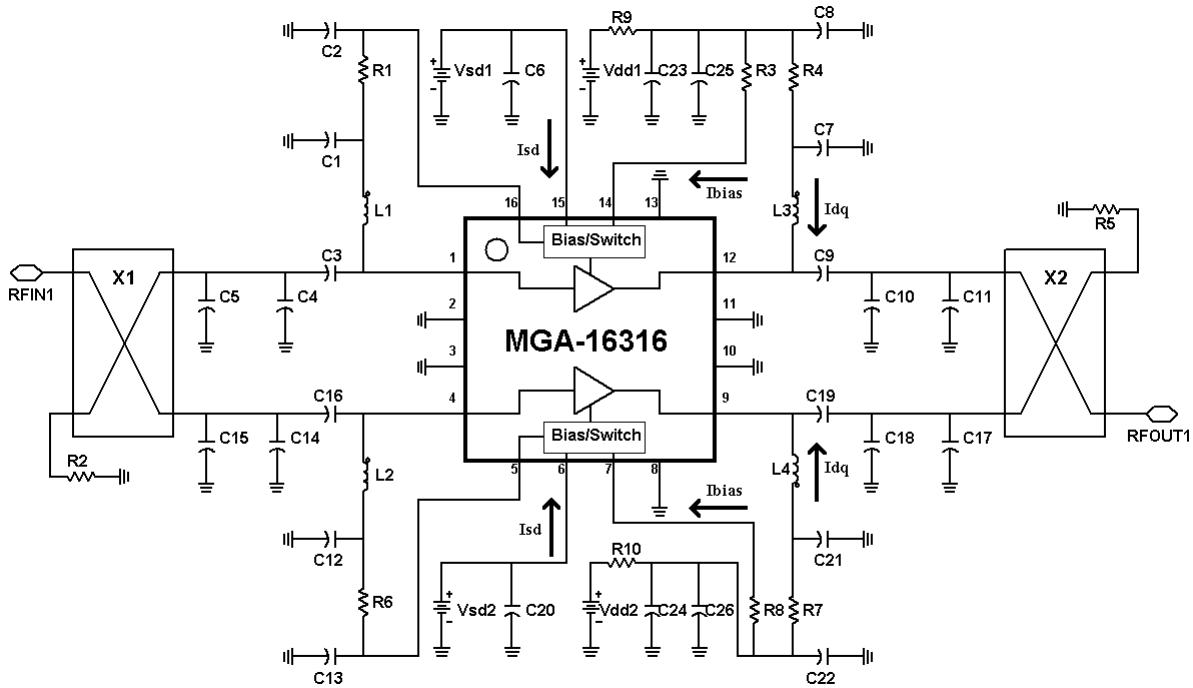 R9
C8
C2
R1
Vsd1
C6
Vdd1
C23
C25
R3
R4
+
-
+
-
C1
Isd
C7
Ibias
L1
16
15
14
13
L3
Idq
R5
Bias/Switch
X1
C3
1
12
C9
X2
RFIN1
C5
C4
2
11
C10
C11
MGA-16316
3
10
C16
4
9
C19
RFOUT1
C15
C14
Bias/Switch
C18
C17
R2
L2
5
6
7
8
L4
Idq
Ibias
Isd
C12
R10
C21
R6
+
-
Vsd2
C20
+
-
Vdd2
C24
C26
R8
R7
C13
C22